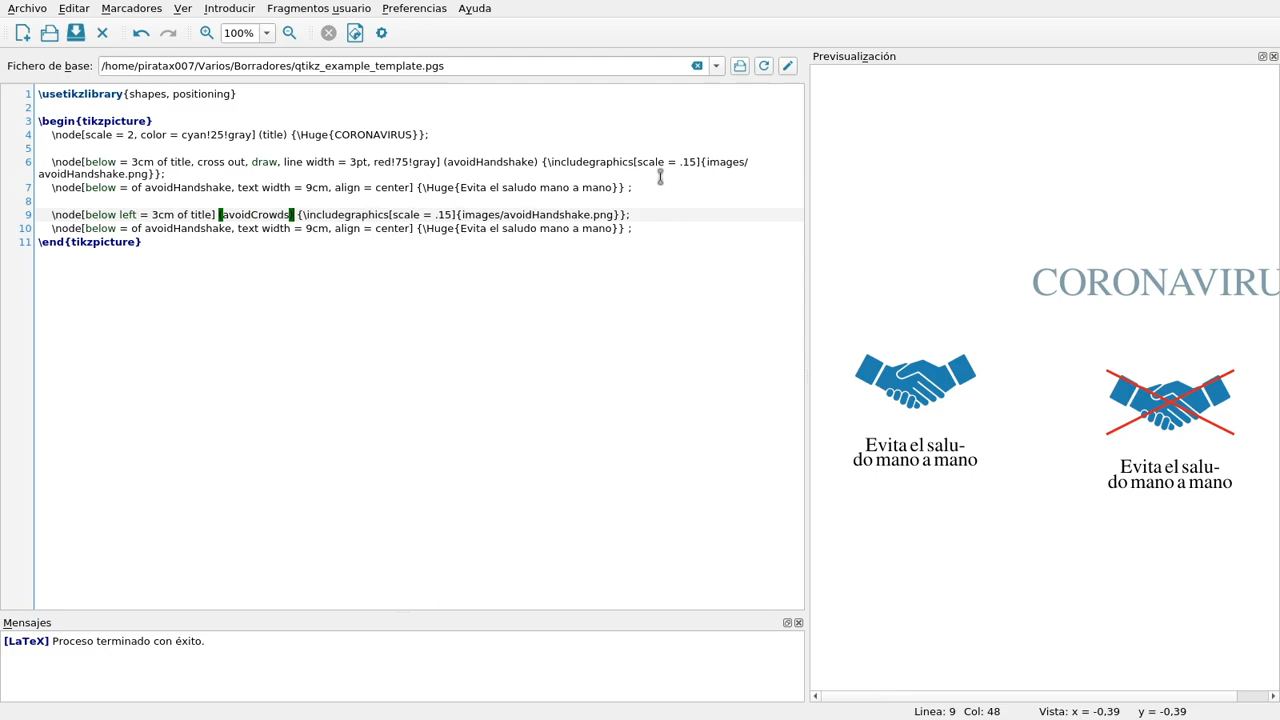 Archivo Editar Marcadores Ver Introducir Fragmentos usuario Preferencias Ayuda
100%
Fichero de base: /home/piratax007/Varios/Borradores/qtikz_example_template.pgs
Previsualización
1 \usetikzlibrary{shapes, positioning}
2
3 \begin{tikzpicture}
4 \node[scale = 2, color = cyan!25!gray] (title) {\Huge{CORONAVIRUS}};
5
6 \node[below = 3cm of title, cross out, draw, line width = 3pt, red!75!gray] (avoidHandshake) {\includegraphics[scale = .15]{images/
avoidHandshake.png}};
7 \node[below = of avoidHandshake, text width = 9cm, align = center] {\Huge{Evita el saludo mano a mano}} ;
8
9 \node[below left = 3cm of title] (avoidCrowds) {\includegraphics[scale = .15]{images/avoidHandshake.png}};
10 \node[below = of avoidHandshake, text width = 9cm, align = center] {\Huge{Evita el saludo mano a mano}} ;
11 \end{tikzpicture}
CORONAVIRU
Evita el salu-
do mano a mano
Evita el salu-
do mano a mano
Mensajes
[LaTeX] Proceso terminado con éxito.
Linea: 9 Col: 48 Vista: x = -0,39 y = -0,39